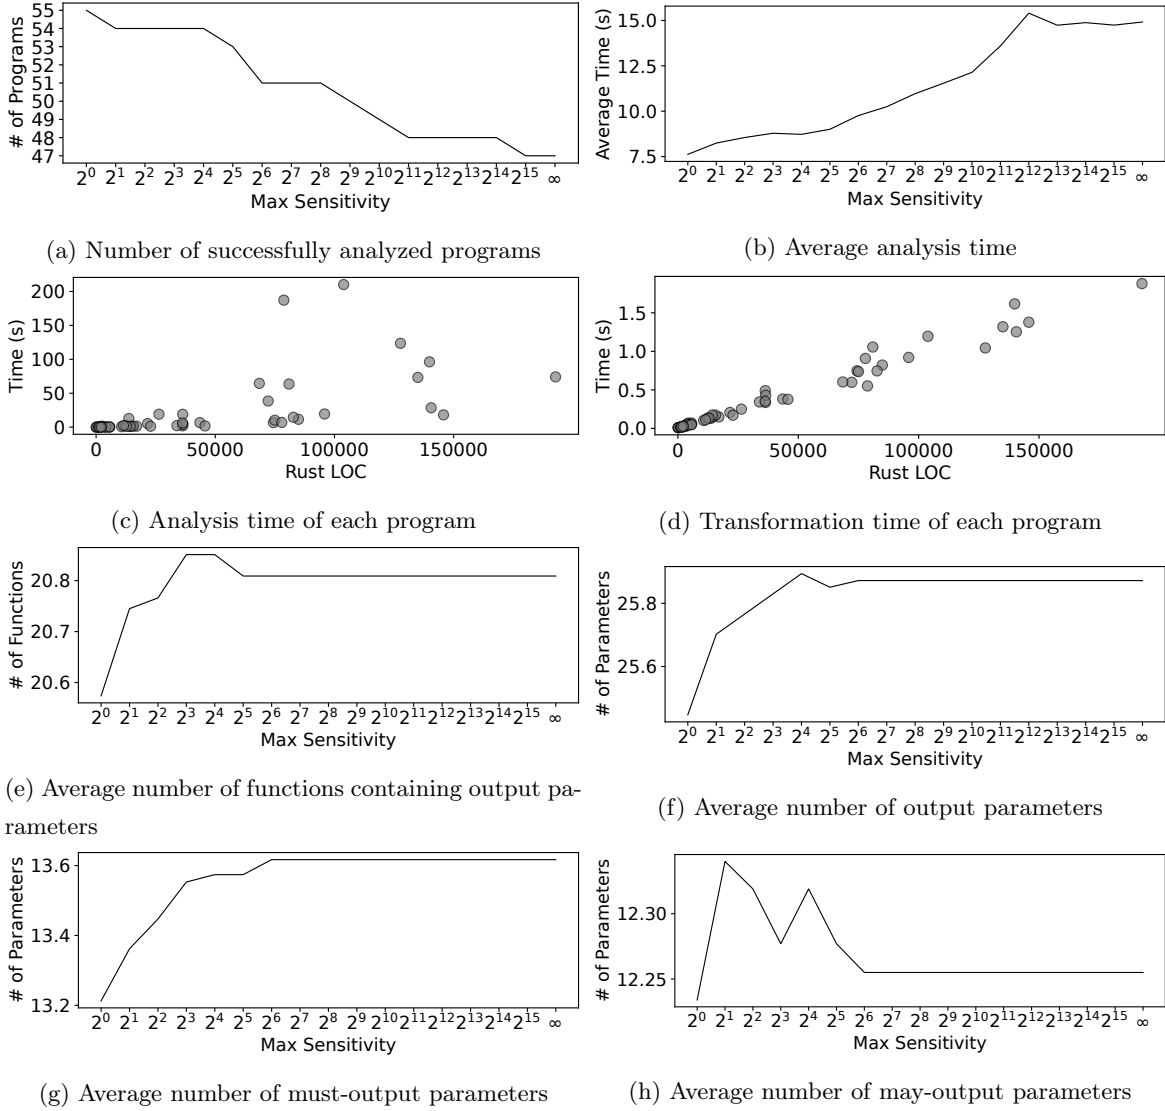 55
54
53
51
50
49
48
47
# of Programs
2^0 2^1 2^2 2^3 2^4 2^5 2^6 2^7 2^8 2^9 2^10 2^11 2^12 2^13 2^14 2^15 ∞
Max Sensitivity
(a) Number of successfully analyzed programs
15.0
12.5
10.0
7.5
Average Time (s)
2^0 2^1 2^2 2^3 2^4 2^5 2^6 2^7 2^8 2^9 2^10 2^11 2^12 2^13 2^14 2^15 ∞
Max Sensitivity
(b) Average analysis time
200
150
100
50
0
Time (s)
0 50000 100000 150000
Rust LOC
(c) Analysis time of each program
1.5
1.0
0.5
0.0
Time (s)
0 50000 100000 150000
Rust LOC
(d) Transformation time of each program
20.8
20.7
20.6
# of Functions
2^0 2^1 2^2 2^3 2^4 2^5 2^6 2^7 2^8 2^9 2^10 2^11 2^12 2^13 2^14 2^15 ∞
Max Sensitivity
(e) Average number of functions containing output pa-
rameters
25.8
25.6
# of Parameters
2^0 2^1 2^2 2^3 2^4 2^5 2^6 2^7 2^8 2^9 2^10 2^11 2^12 2^13 2^14 2^15 ∞
Max Sensitivity
(f) Average number of output parameters
13.6
13.4
13.2
# of Parameters
2^0 2^1 2^2 2^3 2^4 2^5 2^6 2^7 2^8 2^9 2^10 2^11 2^12 2^13 2^14 2^15 ∞
Max Sensitivity
(g) Average number of must-output parameters
12.30
12.25
# of Parameters
2^0 2^1 2^2 2^3 2^4 2^5 2^6 2^7 2^8 2^9 2^10 2^11 2^12 2^13 2^14 2^15 ∞
Max Sensitivity
(h) Average number of may-output parameters